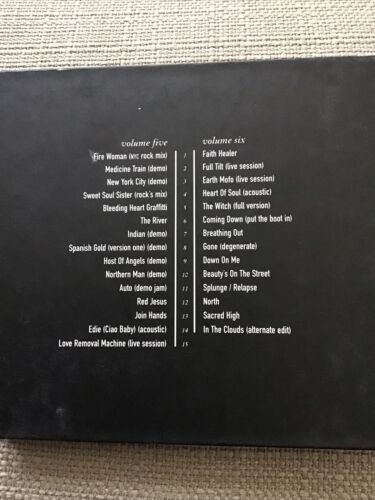 volume five
Fire Woman (nyc rock mix) 1
Medicine Train (demo) 2
New York City (demo) 3
Sweet Soul Sister (rock's mix) 4
Bleeding Heart Graffiti 5
The River 6
Indian (demo) 7
Spanish Gold (version one) (demo) 8
Host Of Angels (demo) 9
Northern Man (demo) 10
Auto (demo jam) 11
Red Jesus 12
Join Hands 13
Edie (Ciao Baby) (acoustic) 14
Love Removal Machine (live session) 15
volume six
Faith Healer
Full Tilt (live session)
Earth Mofo (live session)
Heart Of Soul (acoustic)
The Witch (full version)
Coming Down (put the boot in)
Breathing Out
Gone (degenerate)
Down On Me
Beauty's On The Street
Splunge / Relapse
North
Sacred High
In The Clouds (alternate edit)